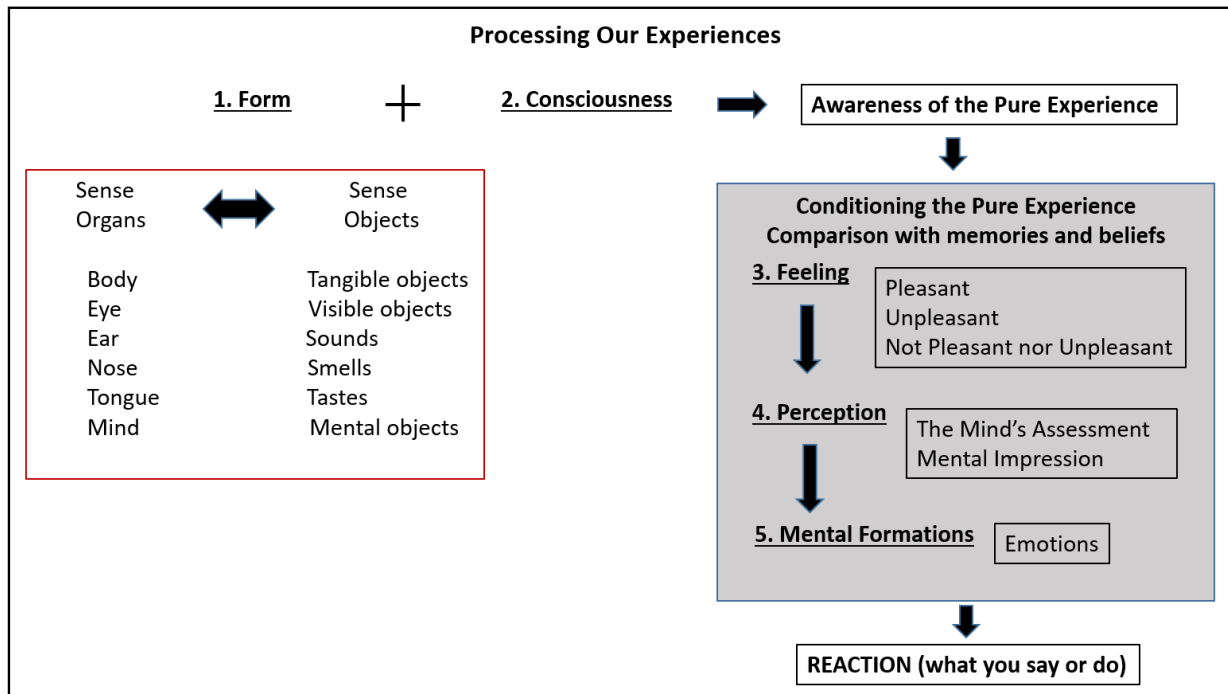 Processing Our Experiences
1. Form + 2. Consciousness
Awareness of the Pure Experience
Sense Organs
Sense Objects
Body Tangible objects
Eye Visible objects
Ear Sounds
Nose Smells
Tongue Tastes
Mind Mental objects
Conditioning the Pure Experience
Comparison with memories and beliefs
3. Feeling
Pleasant
Unpleasant
Not Pleasant nor Unpleasant
4. Perception
The Mind’s Assessment
Mental Impression
5. Mental Formations
Emotions
REACTION (what you say or do)